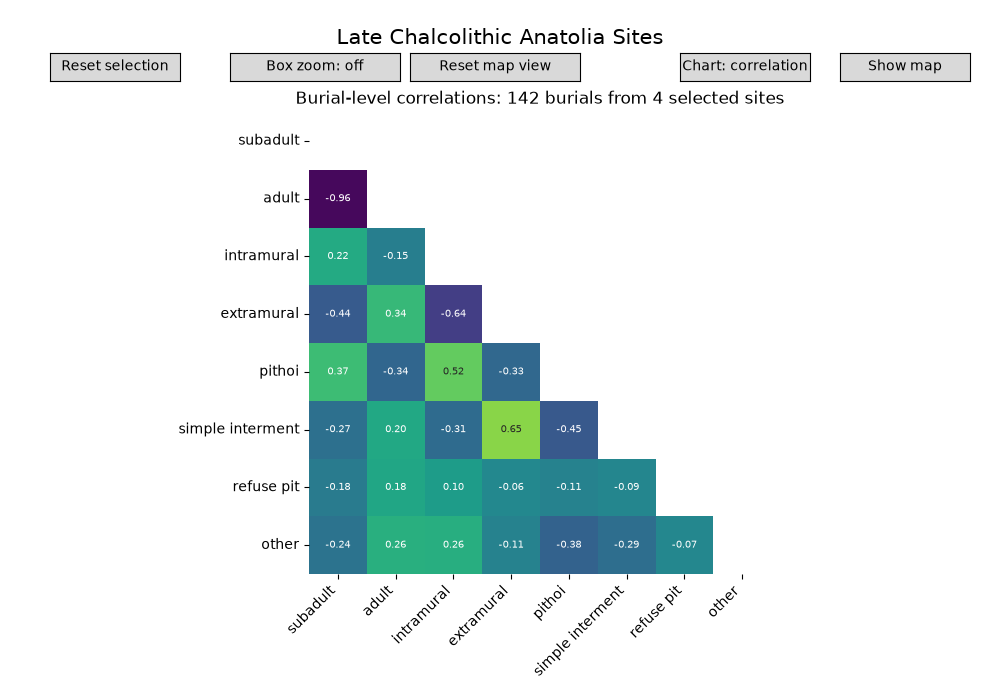 Late Chalcolithic Anatolia Sites
Reset selection Box zoom: off Reset map view Chart: correlation Show map
Burial-level correlations: 142 burials from 4 selected sites
subadult
adult -0.96
intramural 0.22 -0.15
extramural -0.44 0.34 -0.64
pithoi 0.37 -0.34 0.52 -0.33
simple interment -0.27 0.20 -0.31 0.65 -0.45
refuse pit -0.18 0.18 0.10 -0.06 -0.11 -0.09
other -0.24 0.26 0.26 -0.11 -0.38 -0.29 -0.07
subadult adult intramural extramural pithoi simple interment refuse pit other